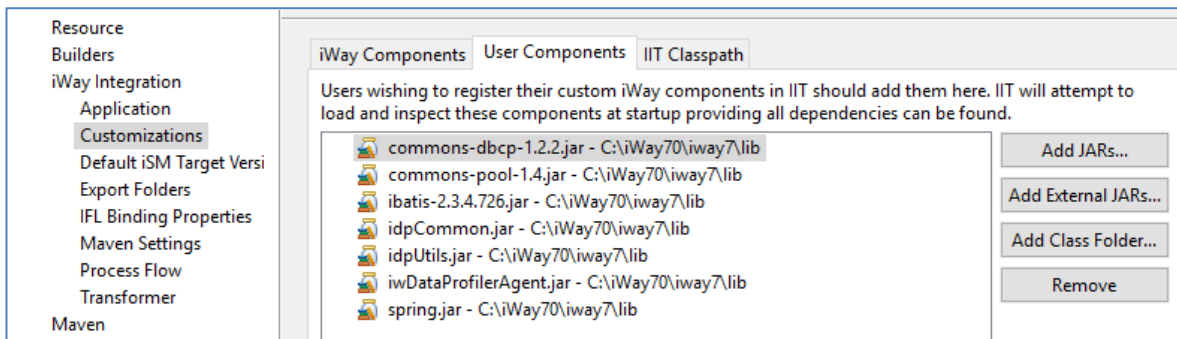 Resource
Builders
iWay Integration
Application
Customizations
Default iSM Target Versi
Export Folders
IFL Binding Properties
Maven Settings
Process Flow
Transformer
Maven
iWay Components User Components IIT Classpath
Users wishing to register their custom iWay components in IIT should add them here. IIT will attempt to
load and inspect these components at startup providing all dependencies can be found.
commons-dbcp-1.2.2.jar - C:\iWay70\iway7\lib
commons-pool-1.4.jar - C:\iWay70\iway7\lib
ibatis-2.3.4.726.jar - C:\iWay70\iway7\lib
idpCommon.jar - C:\iWay70\iway7\lib
idpUtils.jar - C:\iWay70\iway7\lib
iwDataProfilerAgent.jar - C:\iWay70\iway7\lib
spring.jar - C:\iWay70\iway7\lib
Add JARs...
Add External JARs...
Add Class Folder...
Remove